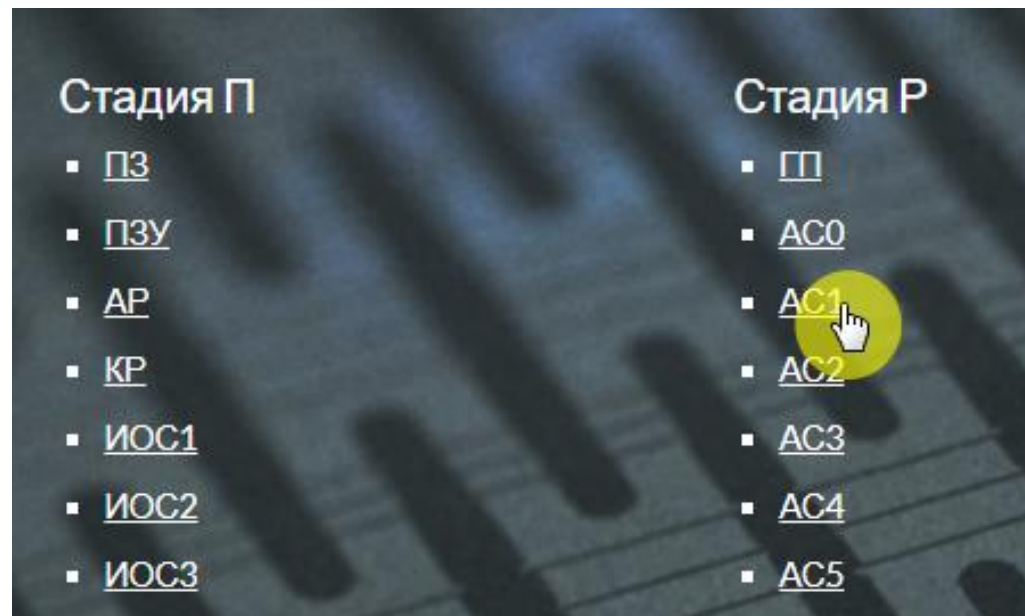 Стадия П
ПЗ
ПЗУ
АР
КР
ИОС1
ИОС2
ИОС3
Стадия Р
ГП
АС0
АС1
АС2
АС3
АС4
АС5